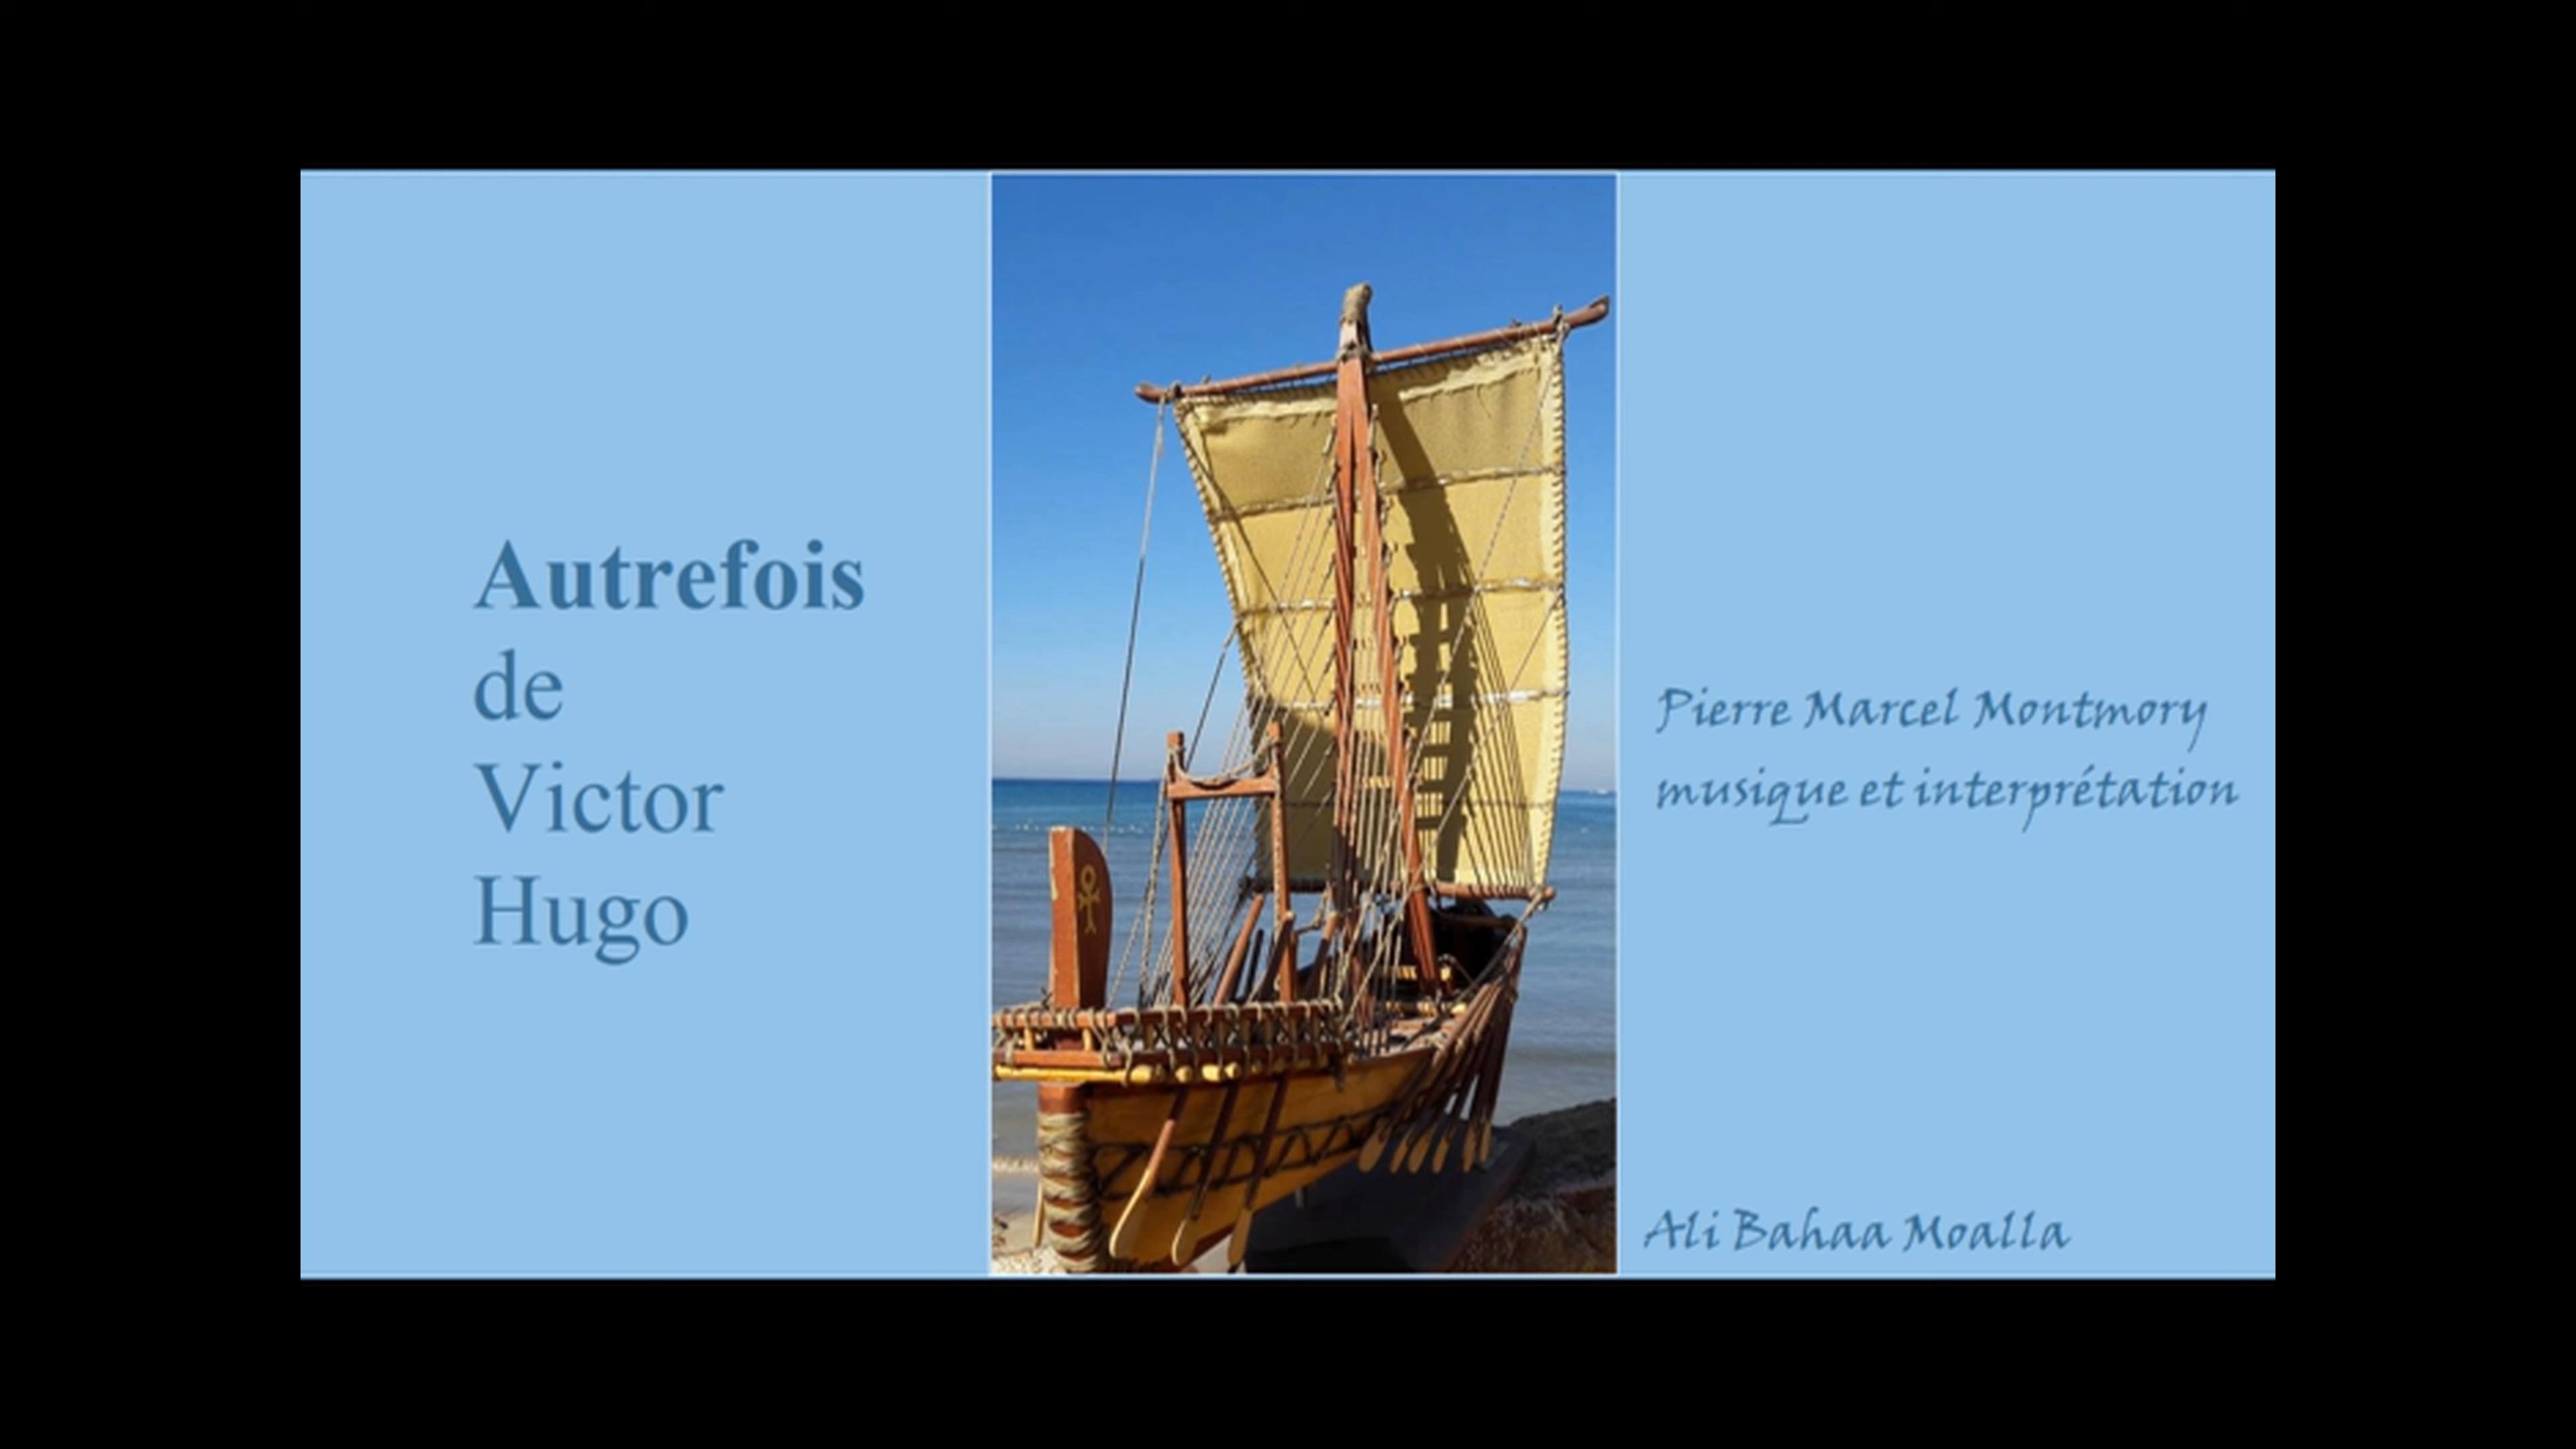 Autrefois
de
Victor
Hugo
Pierre Marcel Montmory
musique et interprétation
Ali Bahaa Moalla